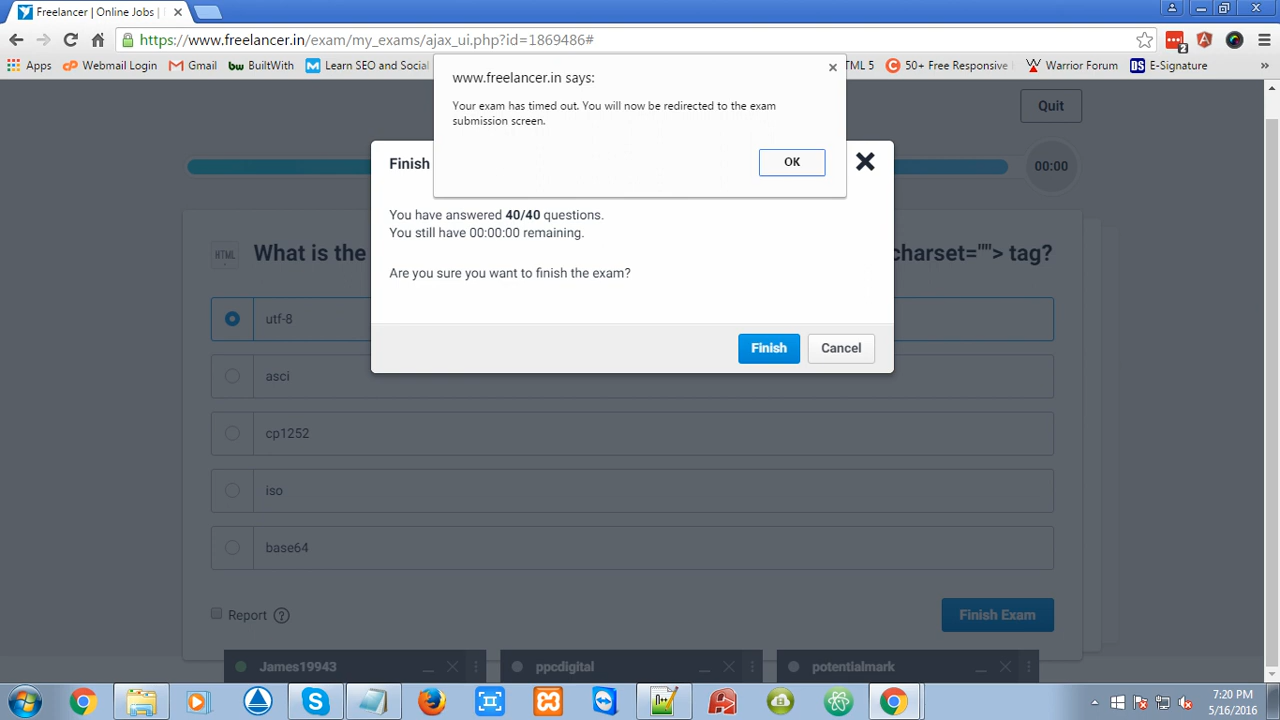 Freelancer | Online Jobs |
https://www.freelancer.in/exam/my_exams/ajax_ui.php?id=1869486#
Apps Webmail Login Gmail bw BuiltWith M Learn SEO and Social TML 5 C 50+ Free Responsive W Warrior Forum DS E-Signature »
2
www.freelancer.in says:
Your exam has timed out. You will now be redirected to the exam
submission screen.
OK
Quit
00:00
Finish
You have answered 40/40 questions.
You still have 00:00:00 remaining.
Are you sure you want to finish the exam?
Finish Cancel
HTML What is the charset=""> tag?
utf-8
asci
cp1252
iso
base64
Report ?
Finish Exam
James19943 ppcdigital potentialmark
7:20 PM
5/16/2016